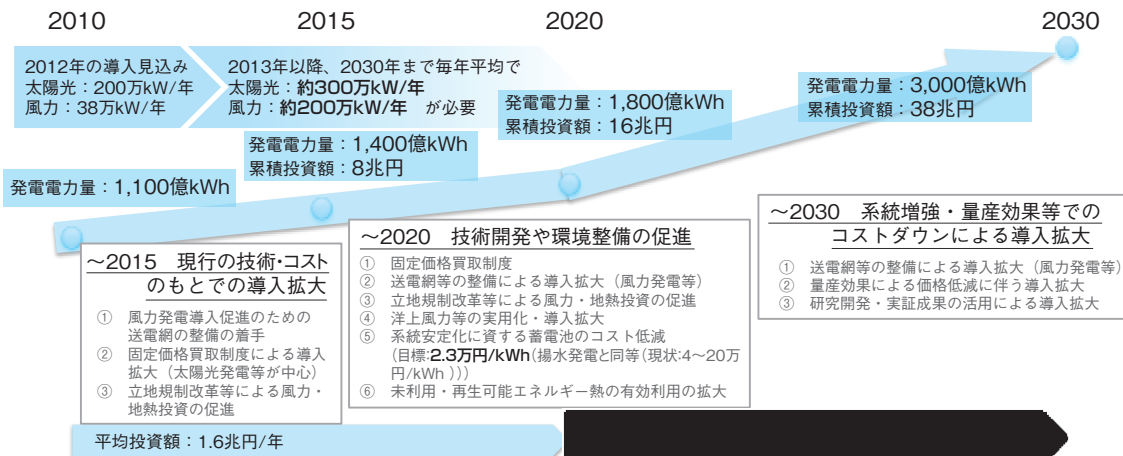 2010
2015
2020
2030
2012年の導入見込み
太陽光：200万kW/年
風力：38万kW/年
2013年以降、2030年まで毎年平均で
太陽光：約300万kW/年
風力：約200万kW/年　が必要
発電電力量：1,100億kWh
発電電力量：1,400億kWh
累積投資額：8兆円
発電電力量：1,800億kWh
累積投資額：16兆円
発電電力量：3,000億kWh
累積投資額：38兆円
～2015　現行の技術・コスト
のもとでの導入拡大
①　風力発電導入促進のための
送電網の整備の着手
②　固定価格買取制度による導入
拡大（太陽光発電等が中心）
③　立地規制改革等による風力・
地熱投資の促進
～2020　技術開発や環境整備の促進
①　固定価格買取制度
②　送電網等の整備による導入拡大（風力発電等）
③　立地規制改革等による風力・地熱投資の促進
④　洋上風力等の実用化・導入拡大
⑤　系統安定化に資する蓄電池のコスト低減
(目標:2.3万円/kWh(揚水発電と同等(現状:4～20万
円/kWh )))
⑥　未利用・再生可能エネルギー熱の有効利用の拡大
～2030　系統増強・量産効果等での
コストダウンによる導入拡大
①　送電網等の整備による導入拡大（風力発電等）
②　量産効果による価格低減に伴う導入拡大
③　研究開発・実証成果の活用による導入拡大
平均投資額：1.6兆円/年